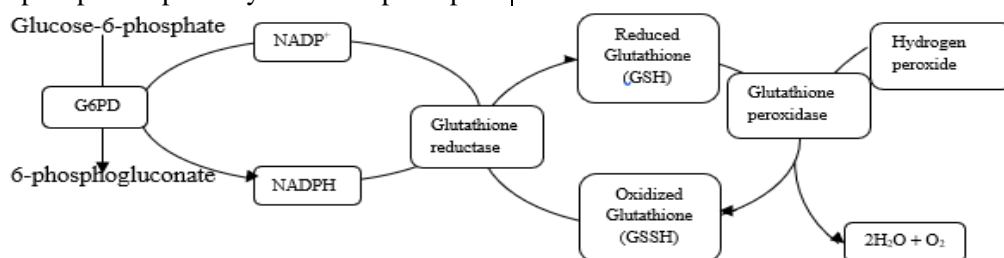 Glucose-6-phosphate
NADP⁺
G6PD
6-phosphogluconate
NADPH
Glutathione
reductase
Reduced
Glutathione
(GSH)
Hydrogen
peroxide
Glutathione
peroxidase
Oxidized
Glutathione
(GSSH)
2H₂O + O₂